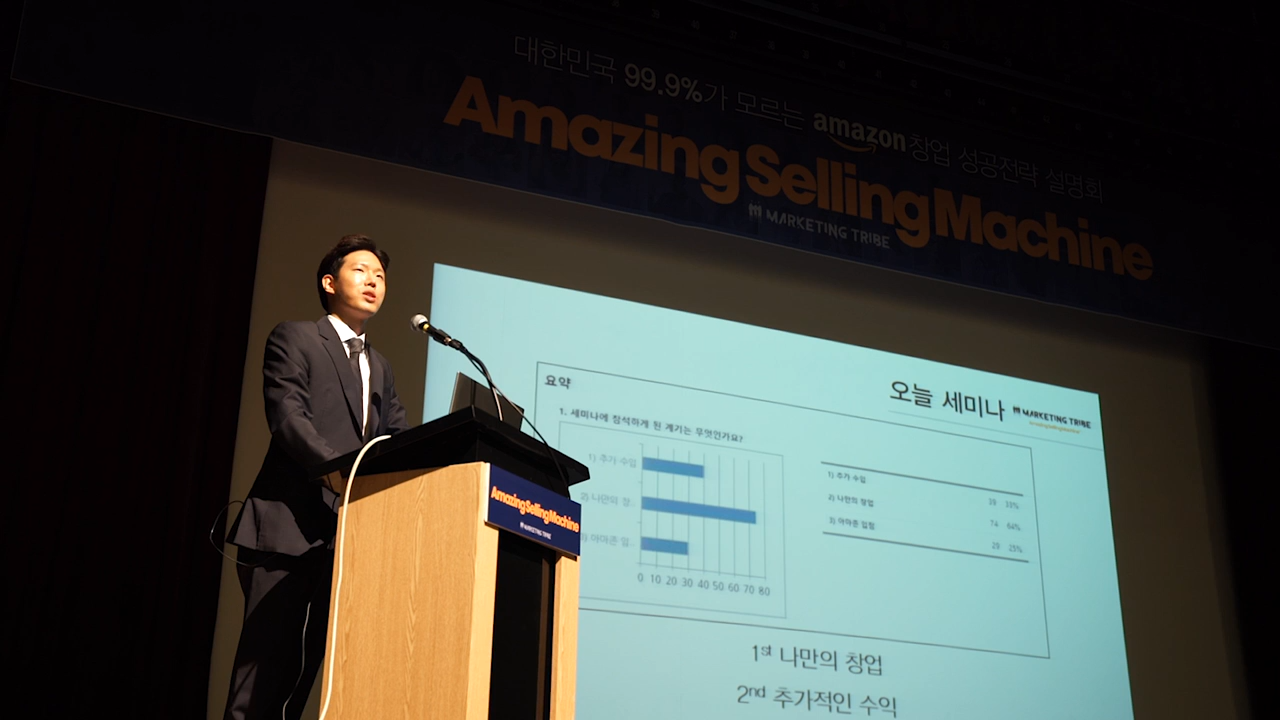 대한민국 99.9%가 모르는 amazon 창업 성공전략 설명회
Amazing Selling Machine
MARKETING TRIBE
오늘 세미나 MARKETING TRIBE
요약
1. 세미나에 참석하게 된 계기는 무엇인가요?
1) 추가 수입
2) 나만의 창..
3) 아마존 입..
0 10 20 30 40 50 60 70 80
1) 추가 수입 39 33%
2) 나만의 창업 74 64%
3) 아마존 입점 29 25%
1st 나만의 창업
2nd 추가적인 수익
Amazing Selling Machine
MARKETING TRIBE